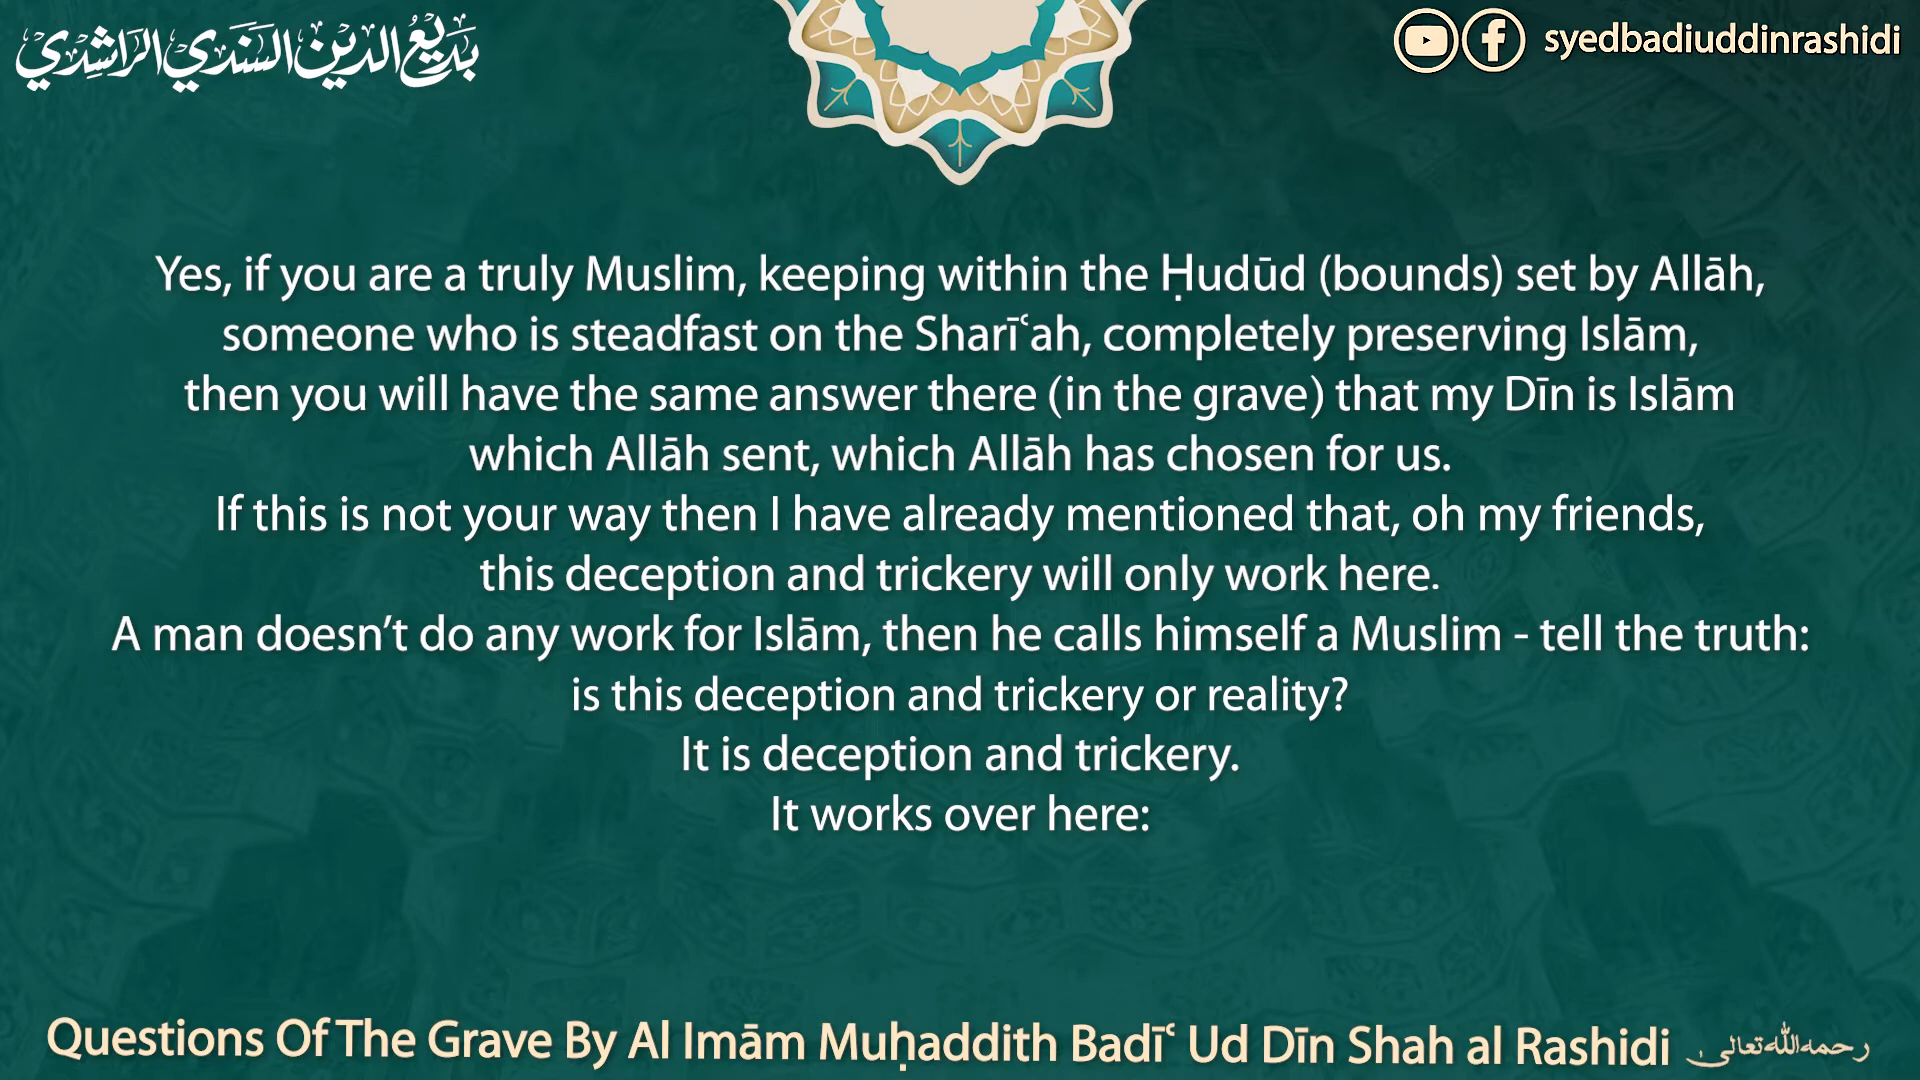 بديع الدين السندي الراشدي
syedbadiuddinrashidi
Yes, if you are a truly Muslim, keeping within the Ḥudūd (bounds) set by Allāh,
someone who is steadfast on the Sharīʿah, completely preserving Islām,
then you will have the same answer there (in the grave) that my Dīn is Islām
which Allāh sent, which Allāh has chosen for us.
If this is not your way then I have already mentioned that, oh my friends,
this deception and trickery will only work here.
A man doesn’t do any work for Islām, then he calls himself a Muslim - tell the truth:
is this deception and trickery or reality?
It is deception and trickery.
It works over here:
Questions Of The Grave By Al Imām Muḥaddith Badīʿ Ud Dīn Shah al Rashidi رحمه الله تعالى